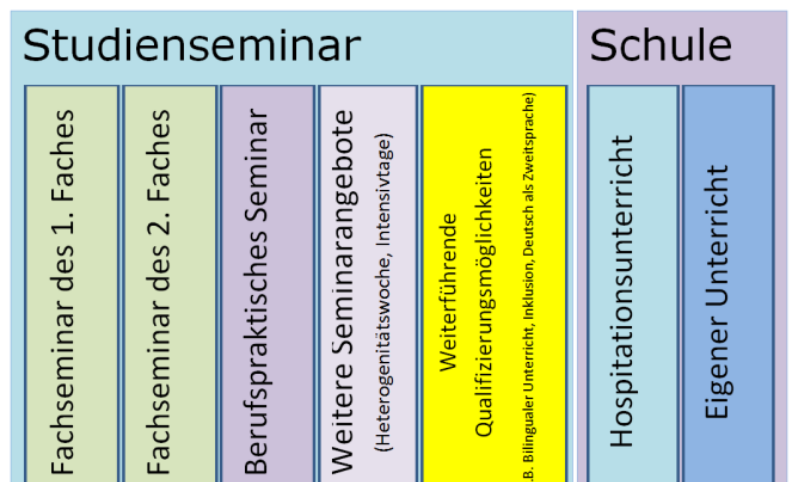 Studienseminar
Schule
Fachseminar des 1. Faches
Fachseminar des 2. Faches
Berufspraktisches Seminar
Weitere Seminarangebote
(Heterogenitätswoche, Intensivtage)
Weiterführende
Qualifizierungsmöglichkeiten
.B. Bilingualer Unterricht, Inklusion, Deutsch als Zweitsprache)
Hospitationsunterricht
Eigener Unterricht